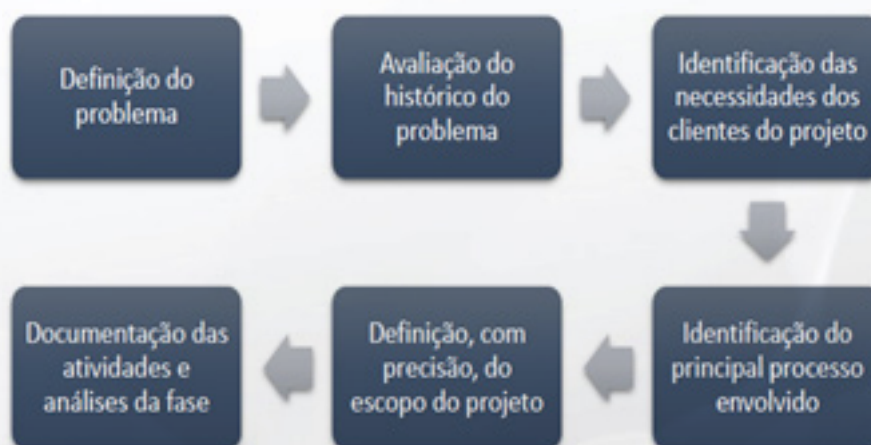 Definição do
problema
Avaliação do
histórico do
problema
Identificação das
necessidades dos
clientes do projeto
Identificação do
principal processo
envolvido
Definição, com
precisão, do
escopo do projeto
Documentação das
atividades e
análises da fase